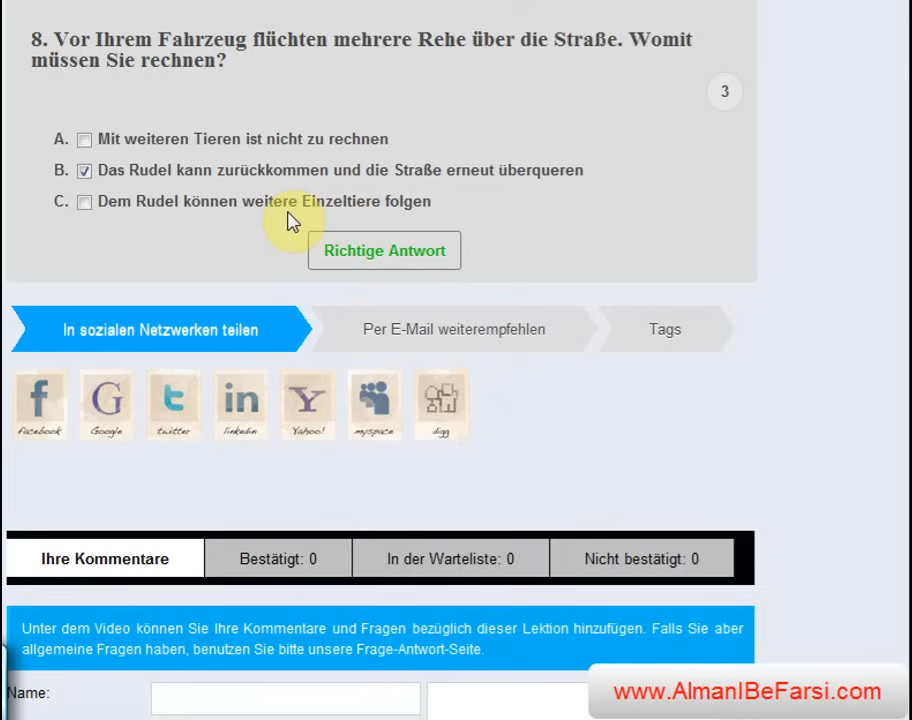 8. Vor Ihrem Fahrzeug flüchten mehrere Rehe über die Straße. Womit
müssen Sie rechnen?
3
A. Mit weiteren Tieren ist nicht zu rechnen
B. Das Rudel kann zurückkommen und die Straße erneut überqueren
C. Dem Rudel können weitere Einzeltiere folgen
Richtige Antwort
In sozialen Netzwerken teilen Per E-Mail weiterempfehlen Tags
facebook Google twitter linkedin Yahoo! myspace digg
Ihre Kommentare Bestätigt: 0 In der Warteliste: 0 Nicht bestätigt: 0
Unter dem Video können Sie Ihre Kommentare und Fragen bezüglich dieser Lektion hinzufügen. Falls Sie aber
allgemeine Fragen haben, benutzen Sie bitte unsere Frage-Antwort-Seite.
Name:
www.AlmanIBeFarsi.com